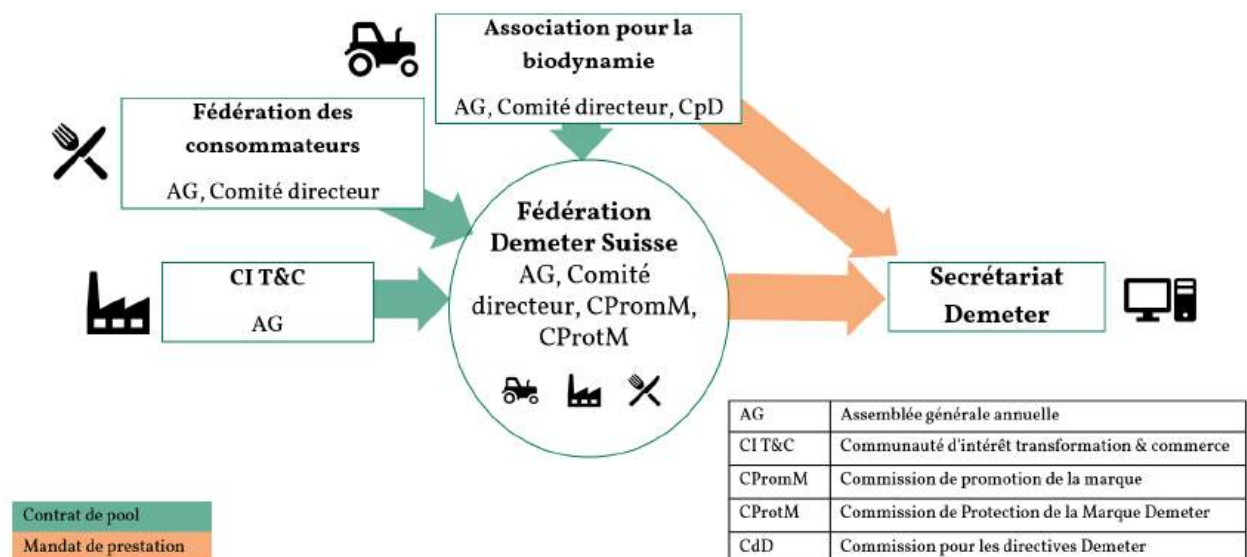 Association pour la
biodynamie
AG, Comité directeur, CpD
Fédération des
consommateurs
AG, Comité directeur
CI T&C
AG
Fédération
Demeter Suisse
AG, Comité
directeur, CPromM,
CProtM
Secrétariat
Demeter
AG Assemblée générale annuelle
CI T&C Communauté d'intérêt transformation & commerce
CPromM Commission de promotion de la marque
CProtM Commission de Protection de la Marque Demeter
CdD Commission pour les directives Demeter
Contrat de pool
Mandat de prestation